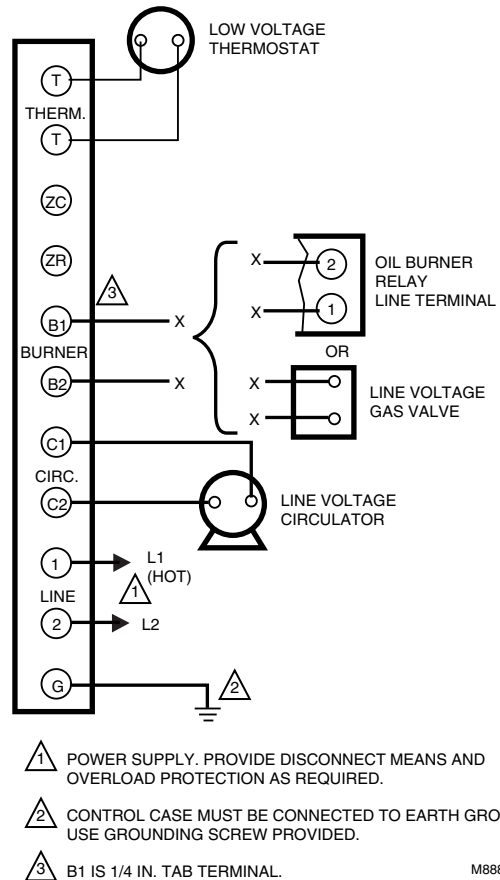 LOW VOLTAGE
THERMOSTAT
T
THERM.
T
ZC
ZR
3
B1
X
BURNER
B2
X
X
2
X
1
OIL BURNER
RELAY
LINE TERMINAL
OR
X
X
LINE VOLTAGE
GAS VALVE
C1
CIRC.
C2
LINE VOLTAGE
CIRCULATOR
1
L1
(HOT)
1
LINE
2
L2
G
2
1 POWER SUPPLY. PROVIDE DISCONNECT MEANS AND
OVERLOAD PROTECTION AS REQUIRED.
2 CONTROL CASE MUST BE CONNECTED TO EARTH GRO
USE GROUNDING SCREW PROVIDED.
3 B1 IS 1/4 IN. TAB TERMINAL.
M888